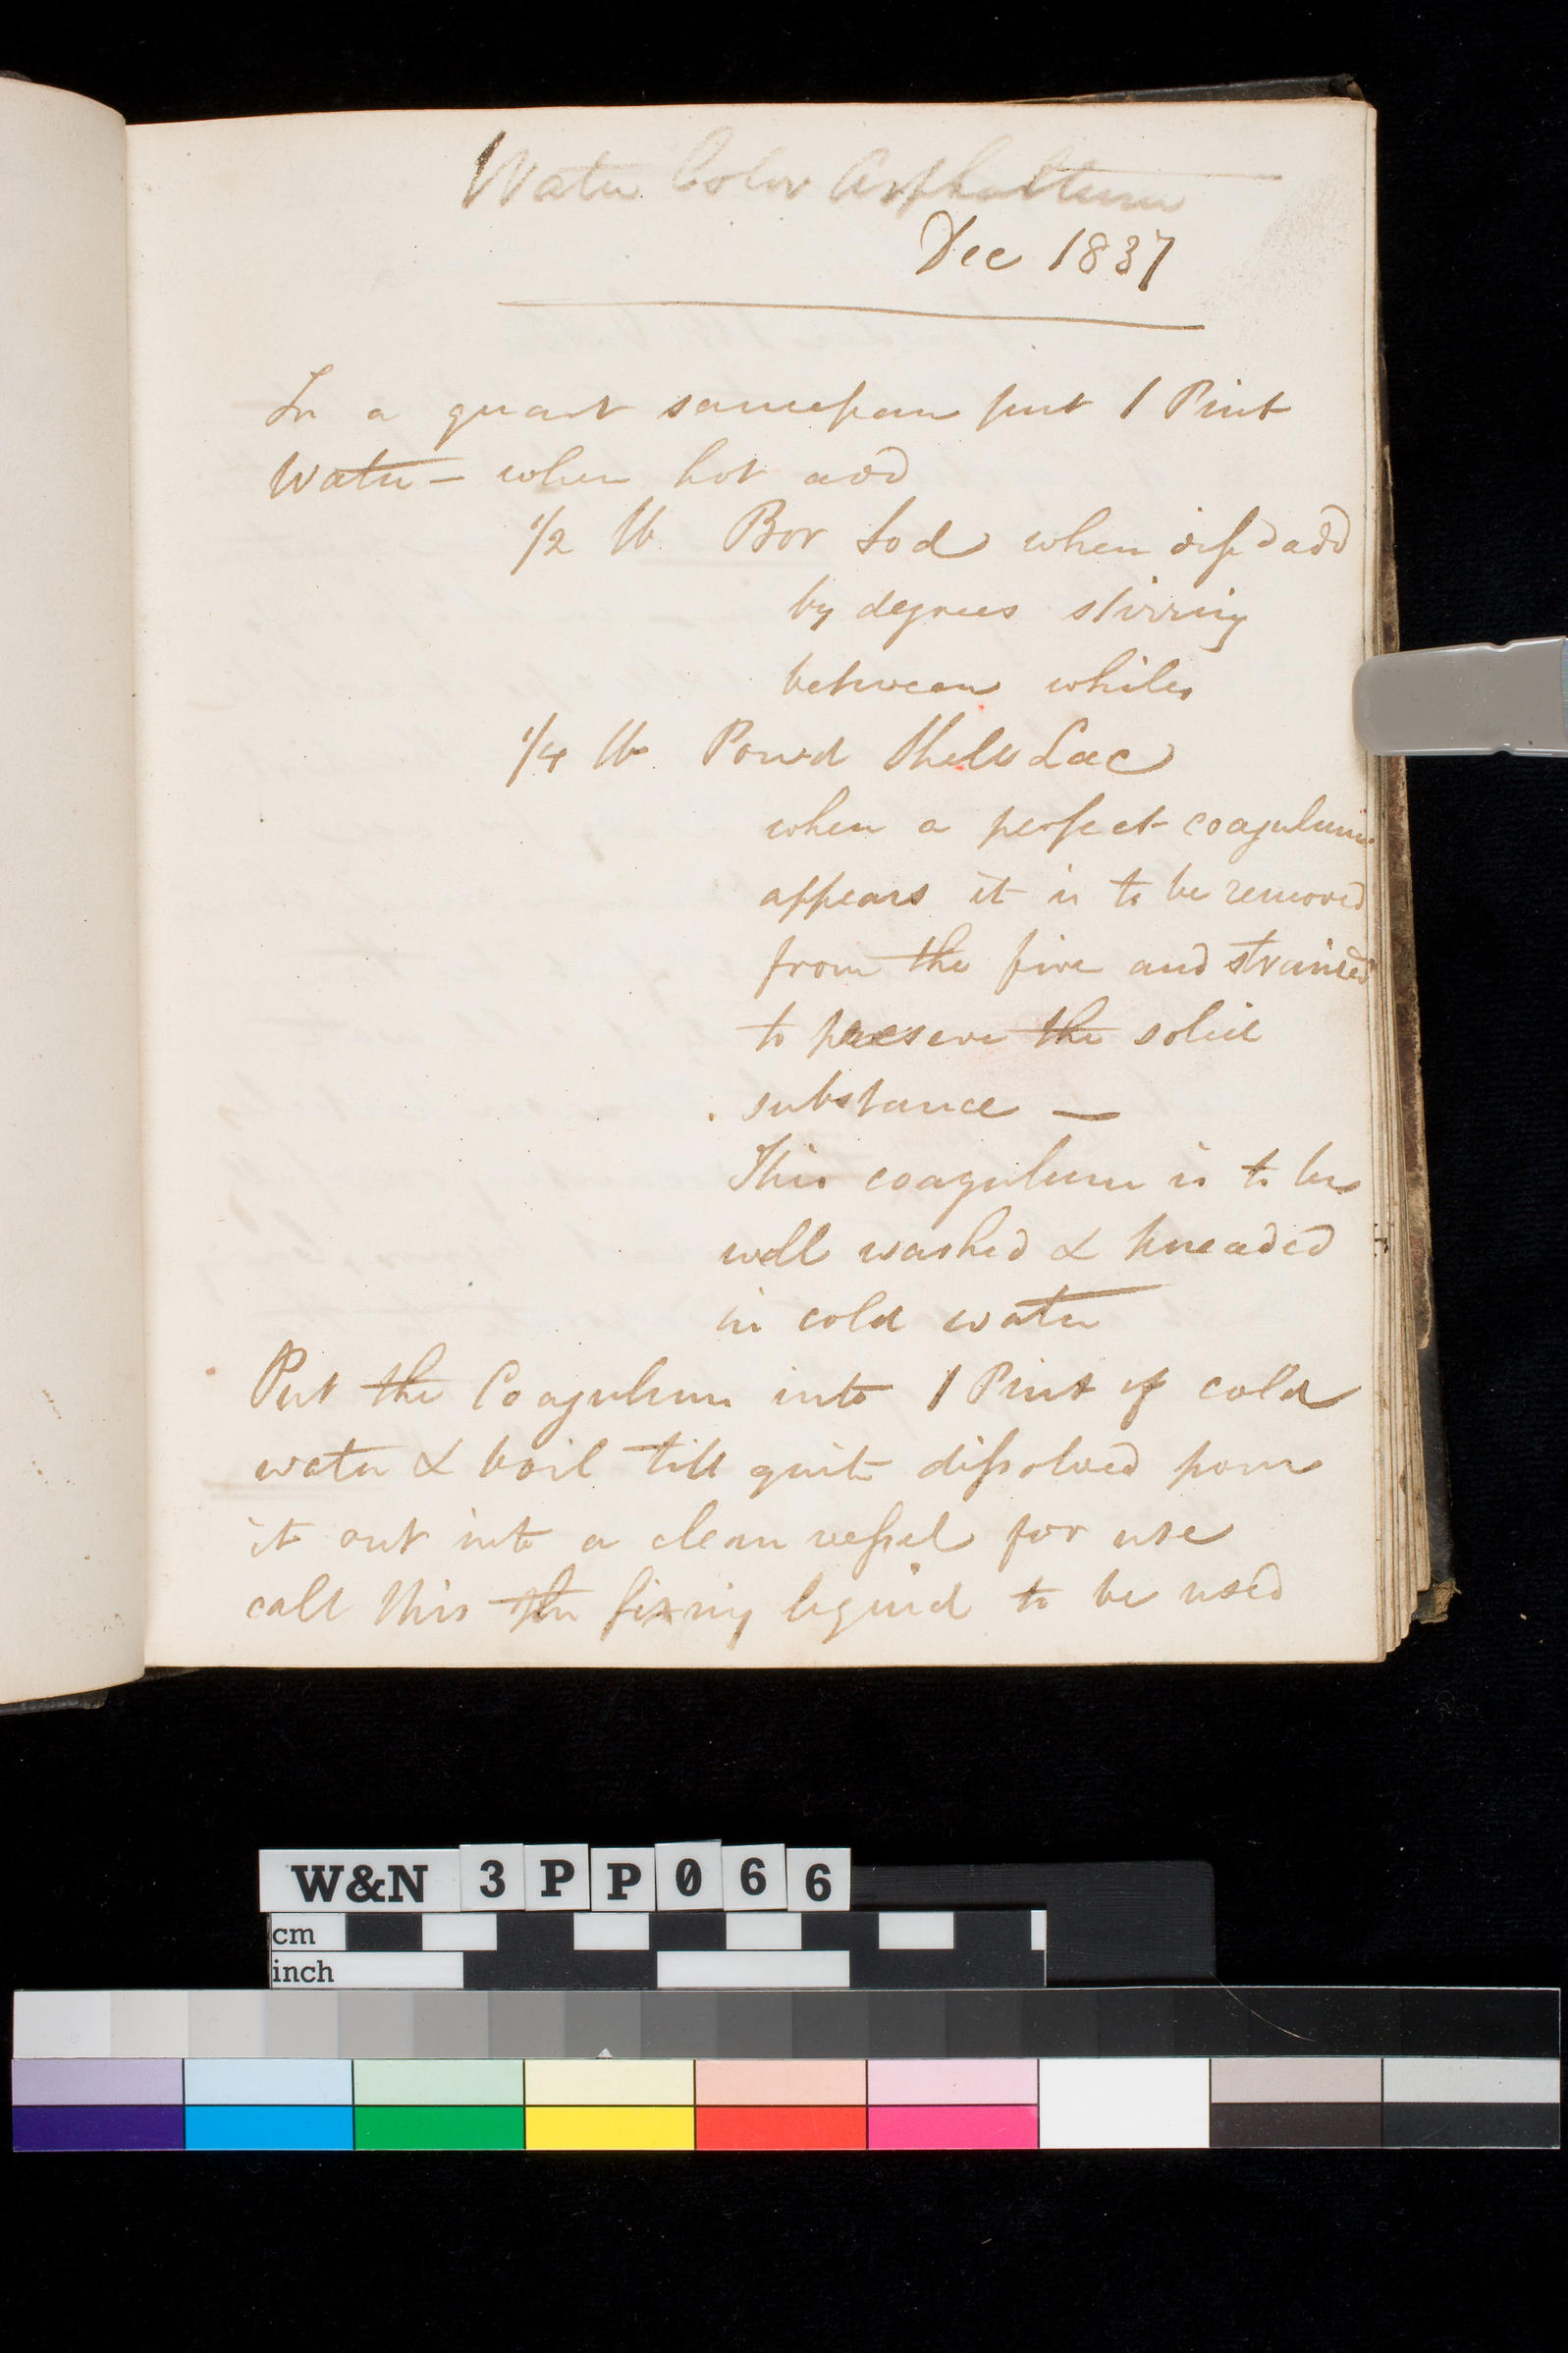 Water Color Asphaltum
Dec 1837
In a quart saucepan put 1 Pint
Water – when hot add
1/2 lb Bor Sod when disd add
by degrees stirring
between whiles
1/4 lb Powd Shell Lac
when a perfect coagulum
appears it is to be removed
from the fire and strained
to preserve the solid
substance —
This coagulum is to be
well washed & kneaded
in cold water
Put the Coagulum into 1 Pint of cold
water & boil till quite dissolved pour
it out into a clean vessel for use
call this the fixing liquid to be used
W&N 3PP066
cm
inch